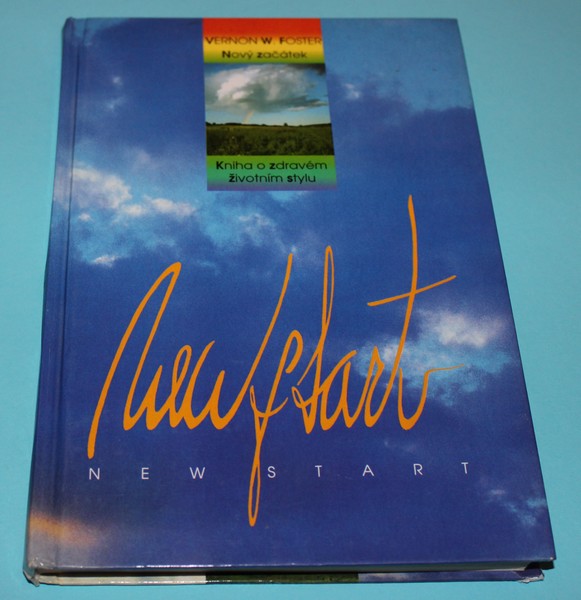 VERNON W. FOSTER
Nový začátek
Kniha o zdravém
životním stylu
New Start
NEW START